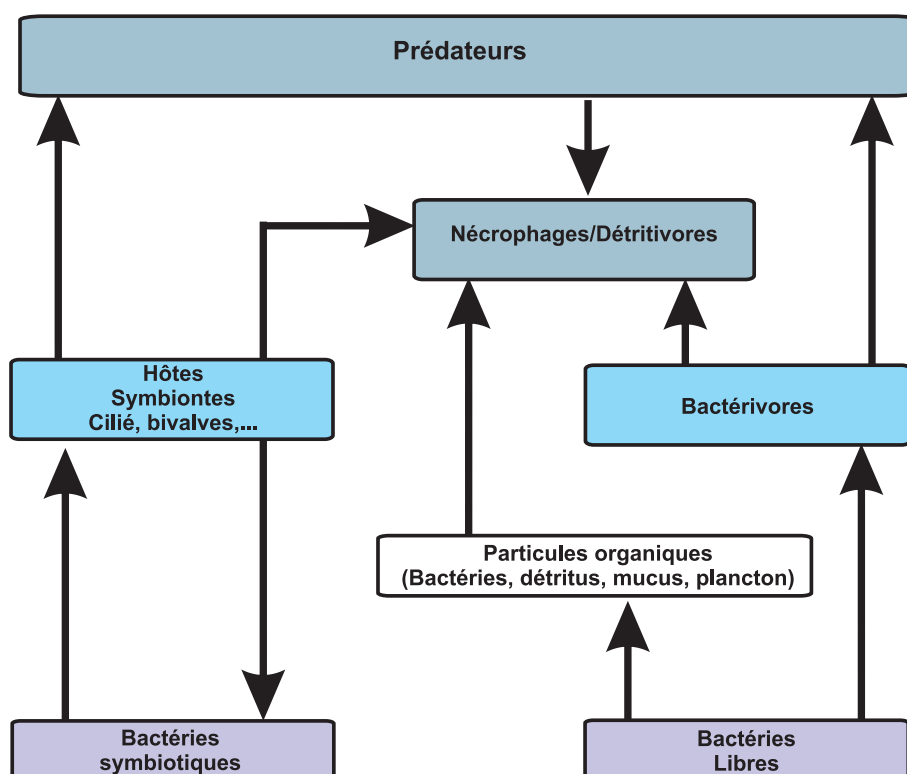 Prédateurs
Nécrophages/Détritivores
Hôtes
Symbiontes
Cilié, bivalves,...
Bactérivores
Particules organiques
(Bactéries, détritus, mucus, plancton)
Bactéries
symbiotiques
Bactéries
Libres